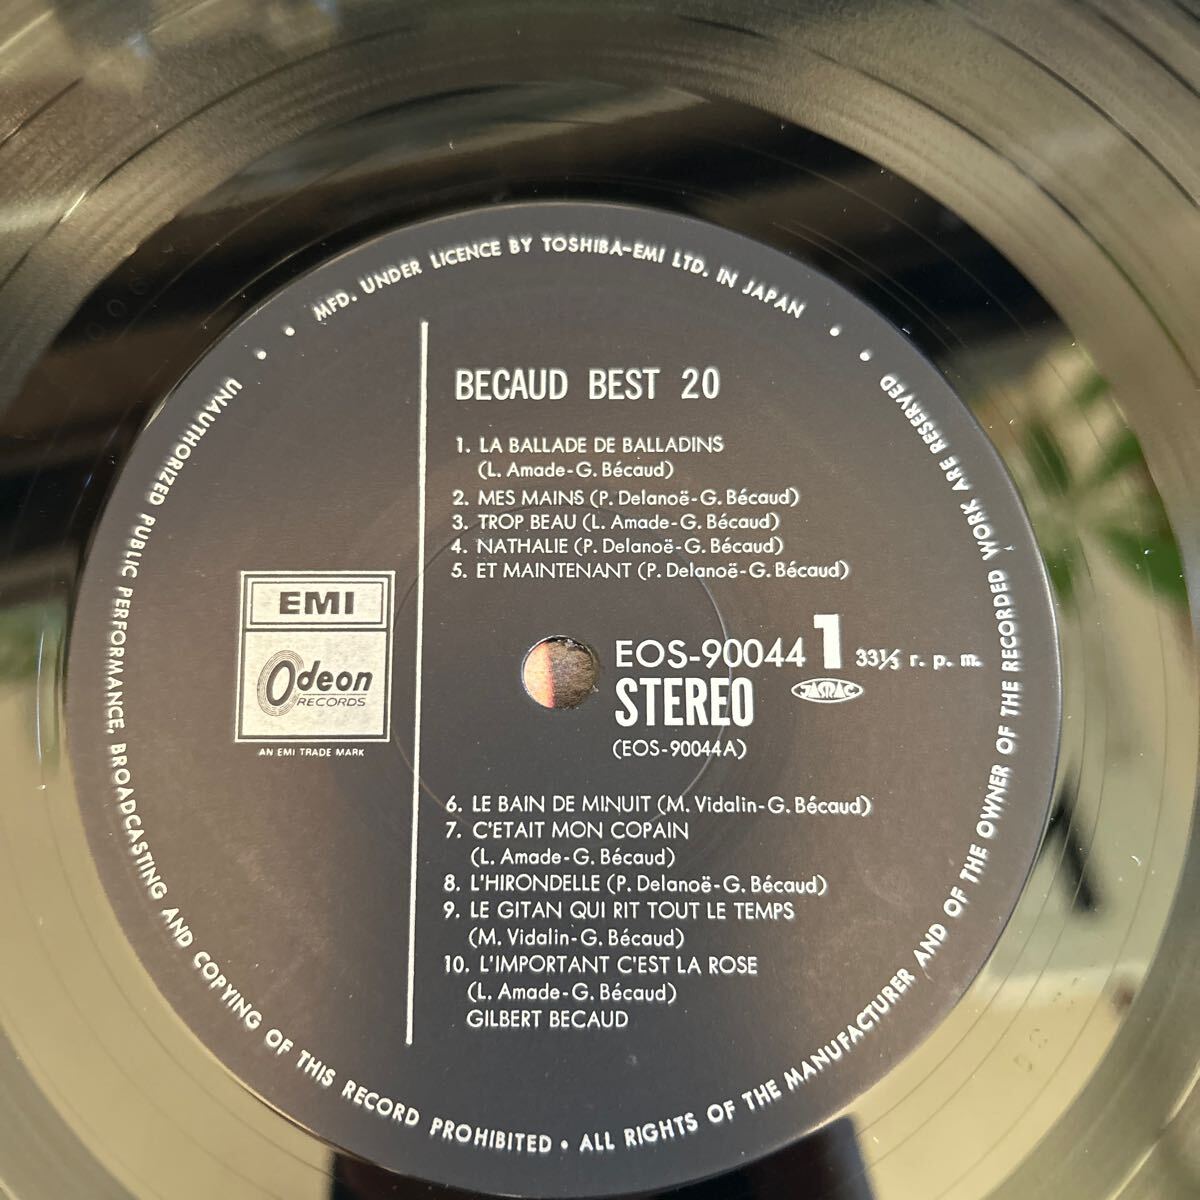 MFD. UNDER LICENCE BY TOSHIBA-EMI LTD. IN JAPAN
BECAUD BEST 20
1. LA BALLADE DE BALLADINS
(L. Amade-G. Bécaud)
2. MES MAINS (P. Delanoë-G. Bécaud)
3. TROP BEAU (L. Amade-G. Bécaud)
4. NATHALIE (P. Delanoë-G. Bécaud)
5. ET MAINTENANT (P. Delanoë-G. Bécaud)
EMI
Odeon
RECORDS
AN EMI TRADE MARK
EOS-90044 1 33⅓ r. p. m.
STEREO JASRAC
(EOS-90044A)
6. LE BAIN DE MINUIT (M. Vidalin-G. Bécaud)
7. C'ETAIT MON COPAIN
(L. Amade-G. Bécaud)
8. L'HIRONDELLE (P. Delanoë-G. Bécaud)
9. LE GITAN QUI RIT TOUT LE TEMPS
(M. Vidalin-G. Bécaud)
10. L'IMPORTANT C'EST LA ROSE
(L. Amade-G. Bécaud)
GILBERT BECAUD
UNAUTHORIZED PUBLIC PERFORMANCE, BROADCASTING AND COPYING OF THIS RECORD PROHIBITED • ALL RIGHTS OF THE MANUFACTURER AND OF THE OWNER OF THE RECORDED WORK ARE RESERVED